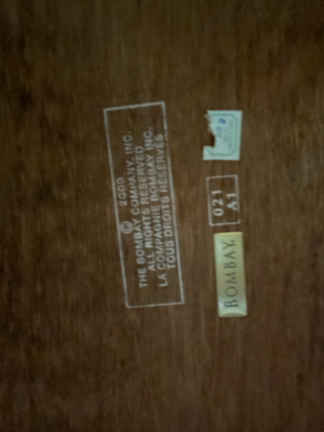 © 2000
THE BOMBAY COMPANY, INC.
ALL RIGHTS RESERVED
LA COMPAGNIE BOMBAY INC.
TOUS DROITS RÉSERVÉS
021
A1
BOMBAY